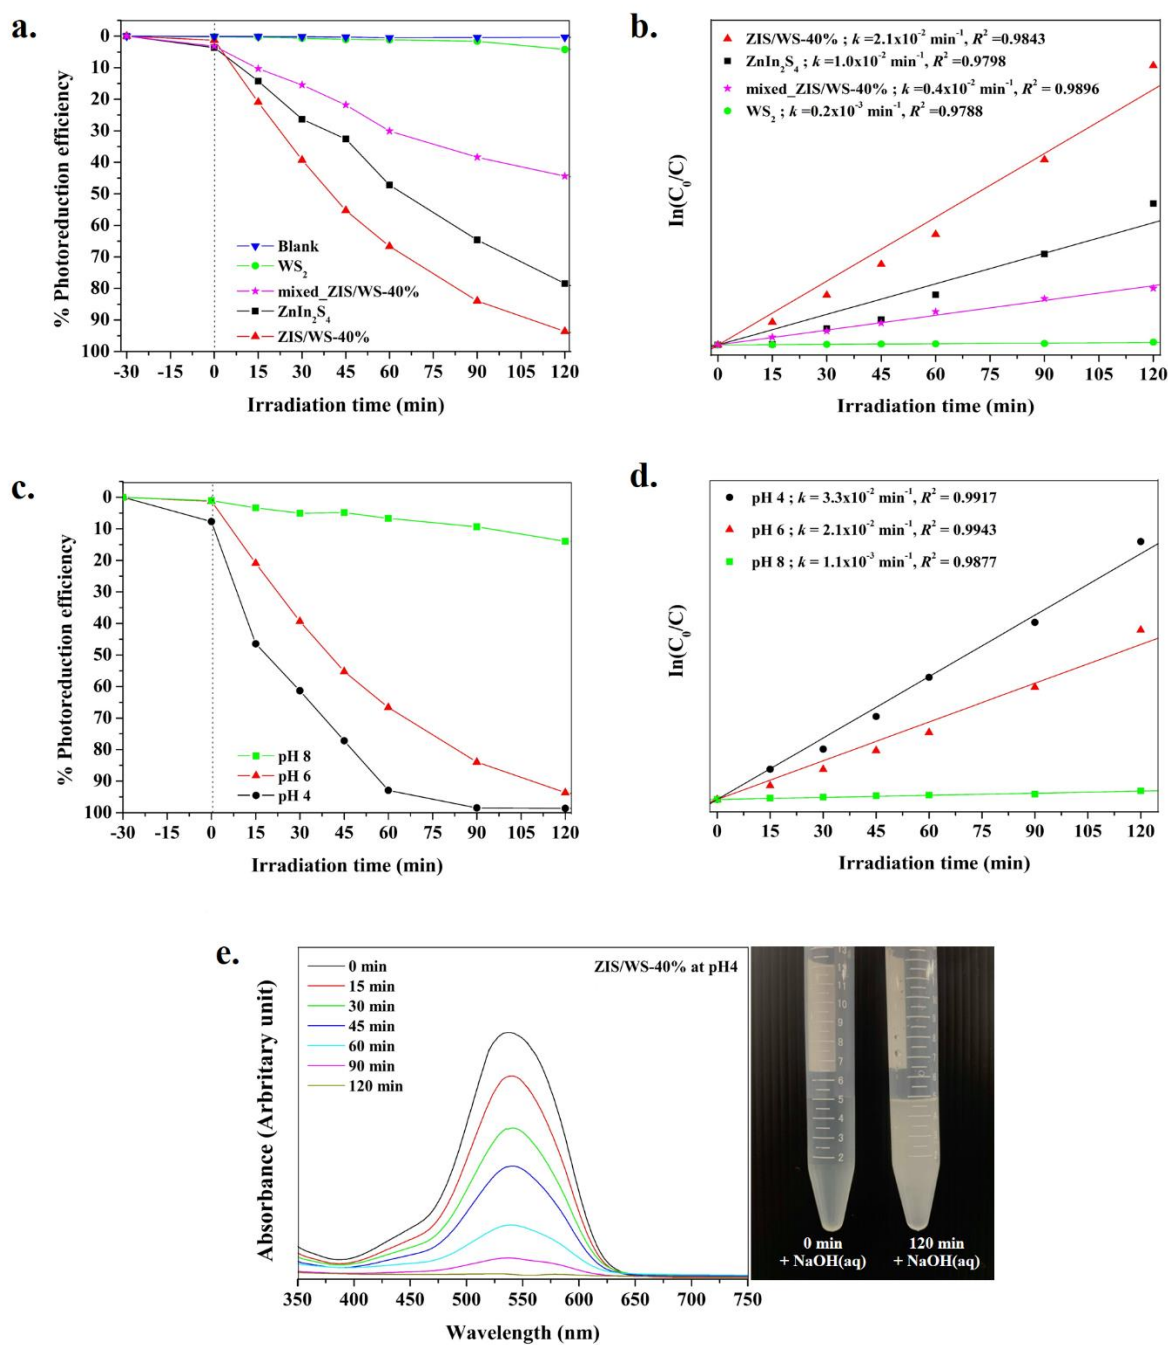 a.
% Photoreduction efficiency
0
10
20
30
40
50
60
70
80
90
100
Blank
WS₂
mixed_ZIS/WS-40%
ZnIn₂S₄
ZIS/WS-40%
-30 -15 0 15 30 45 60 75 90 105 120
Irradiation time (min)
b.
In(C₀/C)
ZIS/WS-40% ; k =2.1x10⁻² min⁻¹, R² =0.9843
ZnIn₂S₄ ; k =1.0x10⁻² min⁻¹, R² =0.9798
mixed_ZIS/WS-40% ; k =0.4x10⁻² min⁻¹, R² = 0.9896
WS₂ ; k =0.2x10⁻³ min⁻¹, R² =0.9788
0 15 30 45 60 75 90 105 120
Irradiation time (min)
c.
% Photoreduction efficiency
0
10
20
30
40
50
60
70
80
90
100
pH 8
pH 6
pH 4
-30 -15 0 15 30 45 60 75 90 105 120
Irradiation time (min)
d.
In(C₀/C)
pH 4 ; k = 3.3x10⁻² min⁻¹, R² = 0.9917
pH 6 ; k = 2.1x10⁻² min⁻¹, R² = 0.9943
pH 8 ; k = 1.1x10⁻³ min⁻¹, R² = 0.9877
0 15 30 45 60 75 90 105 120
Irradiation time (min)
e.
Absorbance (Arbritary unit)
0 min
15 min
30 min
45 min
60 min
90 min
120 min
ZIS/WS-40% at pH4
350 400 450 500 550 600 650 700 750
Wavelength (nm)
0 min
+ NaOH(aq)
120 min
+ NaOH(aq)